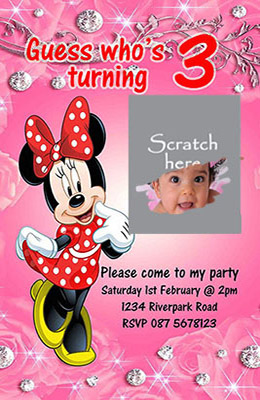 Guess who's
turning 3
Scratch
here
Please come to my party
Saturday 1st February @ 2pm
1234 Riverpark Road
RSVP 087 5678123